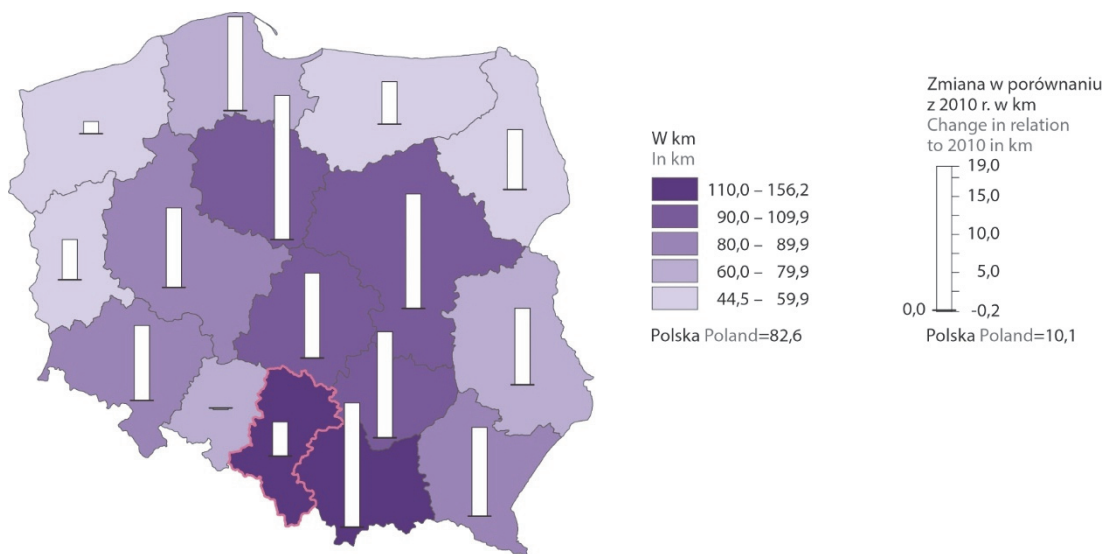 W km
In km
110,0 – 156,2
90,0 – 109,9
80,0 – 89,9
60,0 – 79,9
44,5 – 59,9
Polska Poland=82,6
Zmiana w porównaniu
z 2010 r. w km
Change in relation
to 2010 in km
19,0
15,0
10,0
5,0
0,0 -0,2
Polska Poland=10,1